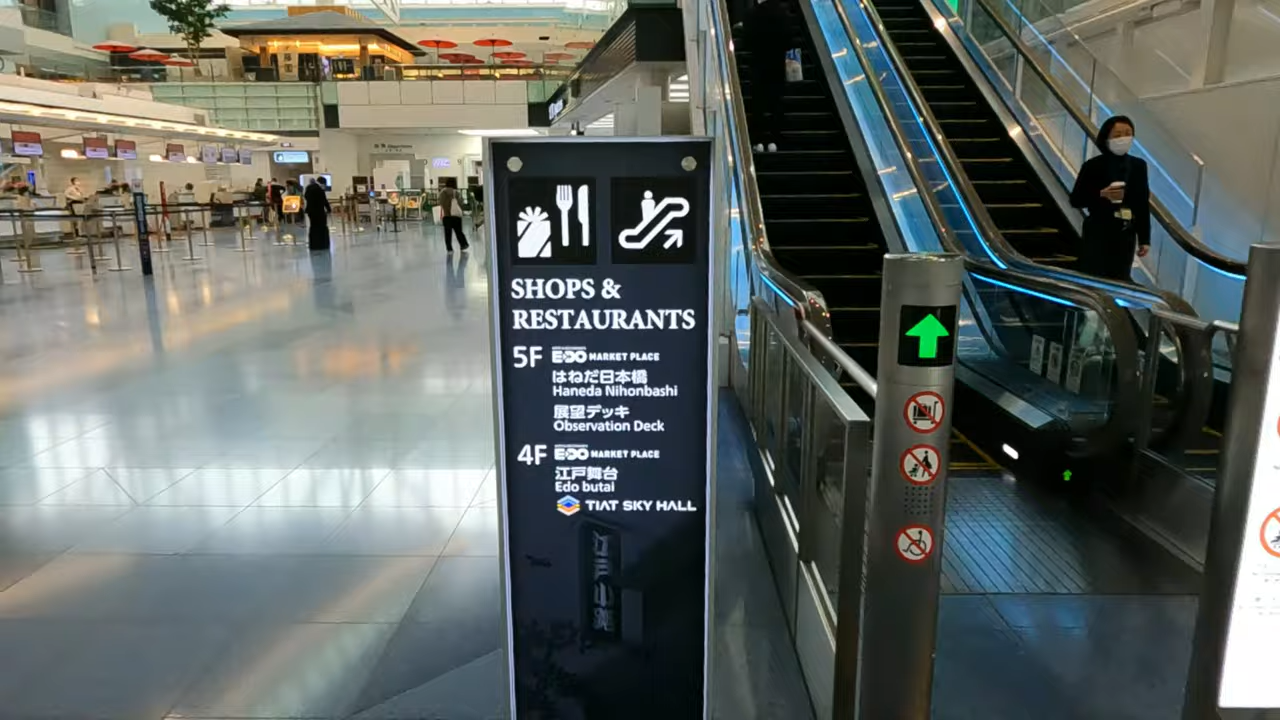 SHOPS &
RESTAURANTS
5F EDO MARKET PLACE
はねだ日本橋
Haneda Nihonbashi
展望デッキ
Observation Deck
4F EDO MARKET PLACE
江戸舞台
Edo butai
TIAT SKY HALL